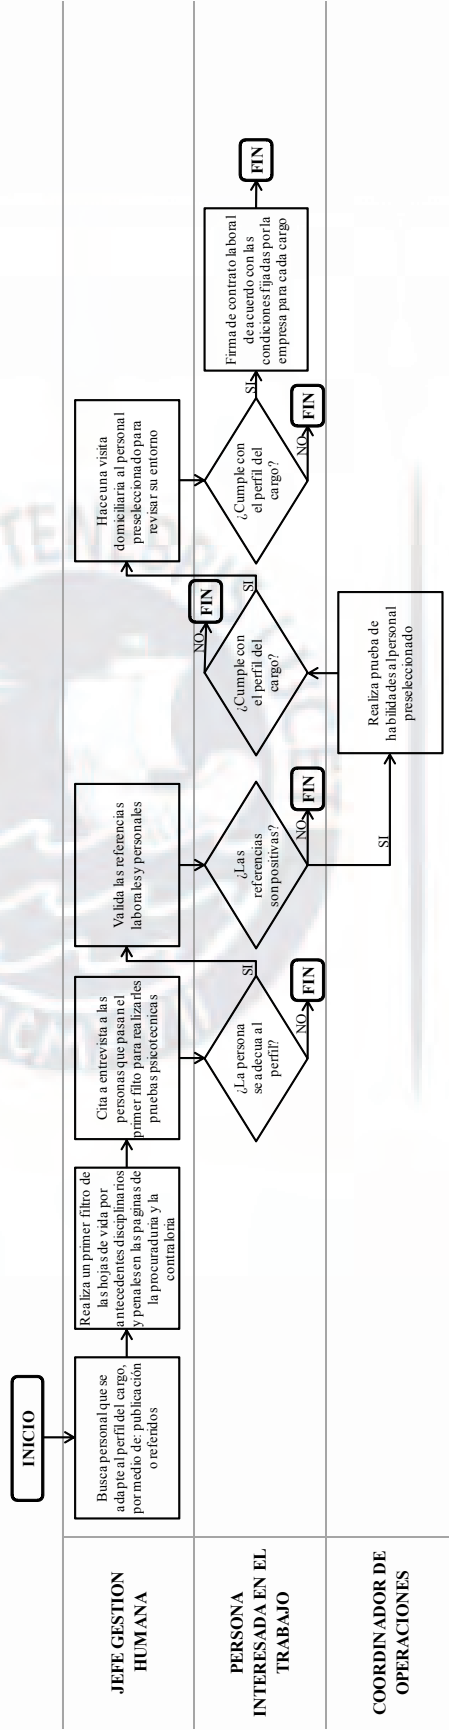 INICIO
JEFE GESTION
HUMANA
Busca personal que se
adapte al perfil del cargo,
por medio de: publicación
o referidos
Realiza un primer filtro de
las hojas de vida por
antecedentes disciplinarios
y penales en las paginas de
la procuraduria y la
contraloria
Cita a entrevista a las
personas que pasan el
primer filto para realizarles
pruebas psicotecnicas
Valida las referencias
laborales y personales
Hace una visita
domiciliaria al personal
preseleccionado para
revisar su entorno
PERSONA
INTERESADA EN EL
TRABAJO
¿La persona
se adecua al
perfil?
SI
NO
FIN
¿Las
referencias
son positivas?
NO
FIN
SI
¿Cumple con
el perfil del
cargo?
NO
FIN
SI
¿Cumple con
el perfil del
cargo?
SI
NO
FIN
Firma de contrato laboral
de acuerdo con las
condiciones fijadas por la
empresa para cada cargo
FIN
COORDINADOR DE
OPERACIONES
Realiza prueba de
habilidades al personal
preseleccionado